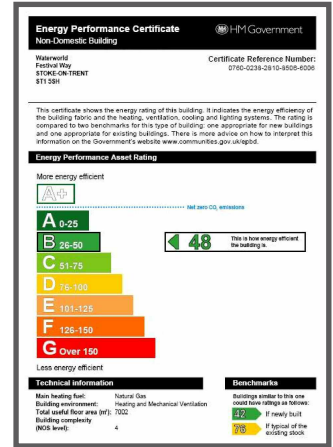 Energy Performance Certificate
Non-Domestic Building
HM Government
Waterworld
Festival Way
STOKE-ON-TRENT
ST1 5SH
Certificate Reference Number:
0760-0236-2810-8506-6006
This certificate shows the energy rating of this building. It indicates the energy efficiency of
the building fabric and the heating, ventilation, cooling and lighting systems. The rating is
compared to two benchmarks for this type of building: one appropriate for new buildings
and one appropriate for existing buildings. There is more advice on how to interpret this
information on the Government's website www.communities.gov.uk/epbd.
Energy Performance Asset Rating
More energy efficient
A+
Net zero CO₂ emissions
A 0-25
B 26-50
48
This is how energy efficient
the building is.
C 51-75
D 76-100
E 101-125
F 126-150
G Over 150
Less energy efficient
Technical information
Main heating fuel: Natural Gas
Building environment: Heating and Mechanical Ventilation
Total useful floor area (m²): 7002
Building complexity
(NOS level): 4
Benchmarks
Buildings similar to this one
could have ratings as follows:
42 If newly built
76 If typical of the
existing stock